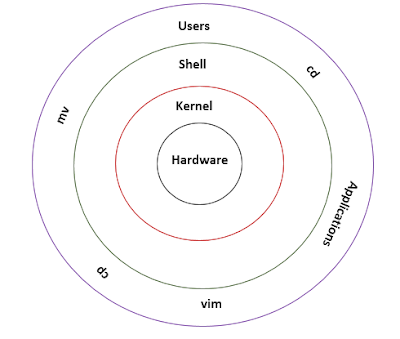 Users
cd
Shell
mv
Kernel
Hardware
Applications
cp
vim